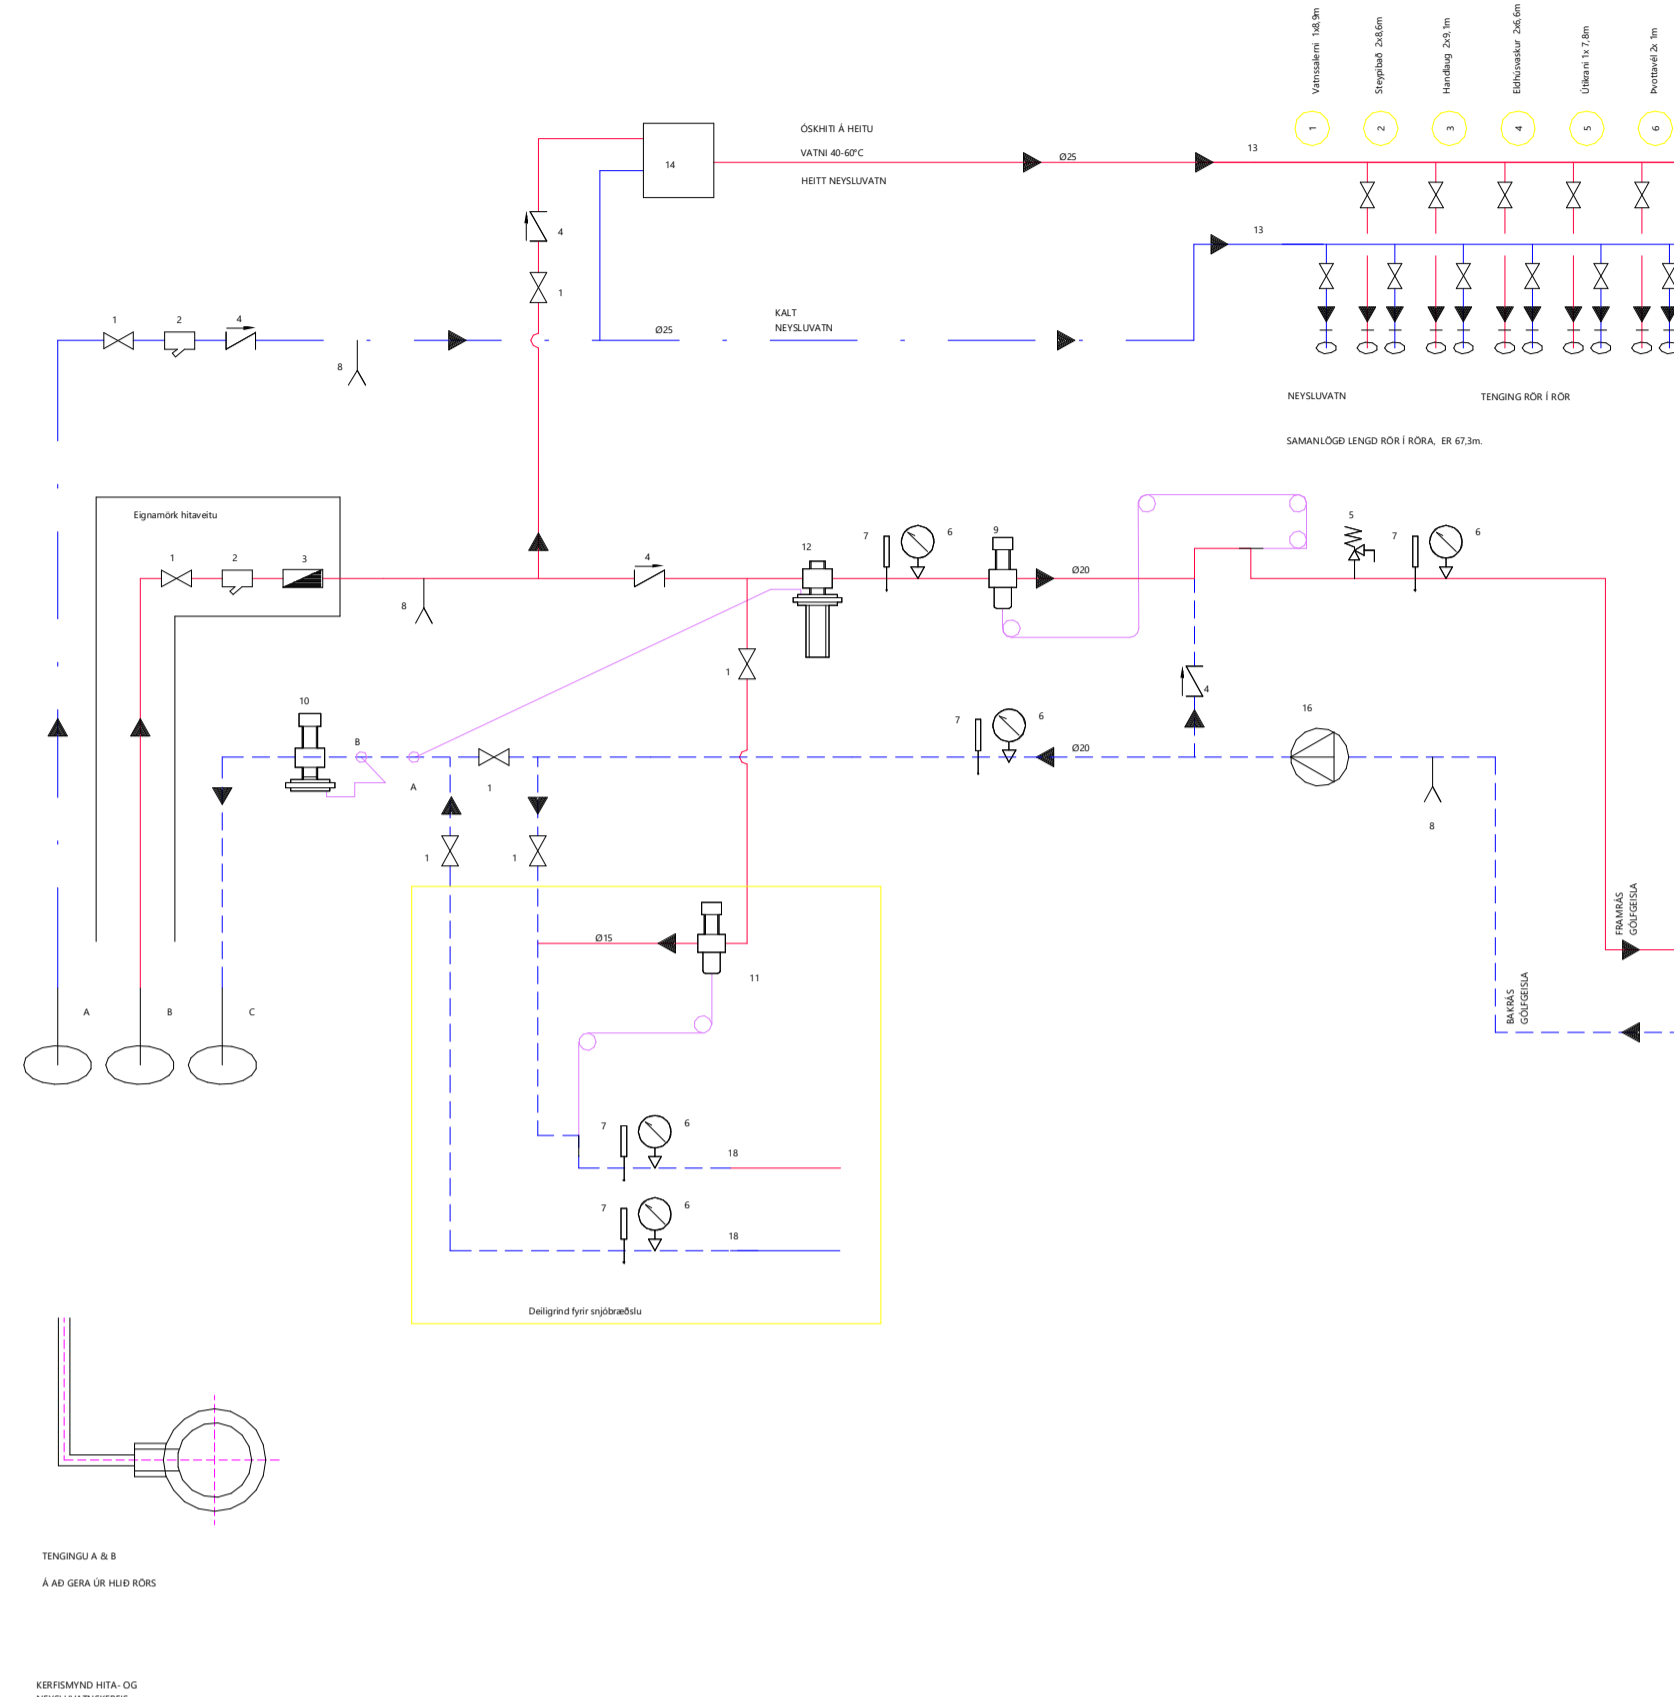 Vatnssalerni 1x8,9m
Steypibað 2x8,6m
Handlaug 2x9,1m
Eldhúsvaskur 2x6,6m
Útikrani 1x 7,8m
Þvottavél 2x 1m
1
2
3
4
5
6
ÓSKHITI Á HEITU
VATNI 40-60°C
HEITT NEYSLUVATN
14
Ø25
13
13
4
1
1
2
4
8
Ø25
KALT
NEYSLUVATN
NEYSLUVATN
TENGING RÖR Í RÖR
SAMANLÖGÐ LENGD RÖR Í RÖRA, ER 67,3m.
Eignamörk hitaveitu
1
2
3
8
4
12
7
6
9
Ø20
5
7
6
1
4
10
B
A
1
7
6
Ø20
16
8
1
1
Ø15
11
FRAMRÁS
GÓLFGEISLA
BAKRÁS
GÓLFGEISLA
A
B
C
7
6
18
7
6
18
Deiligrind fyrir snjóbræðslu
TENGINGU A & B
Á AÐ GERA ÚR HLIÐ RÖRS
KERFISMYND HITA- OG